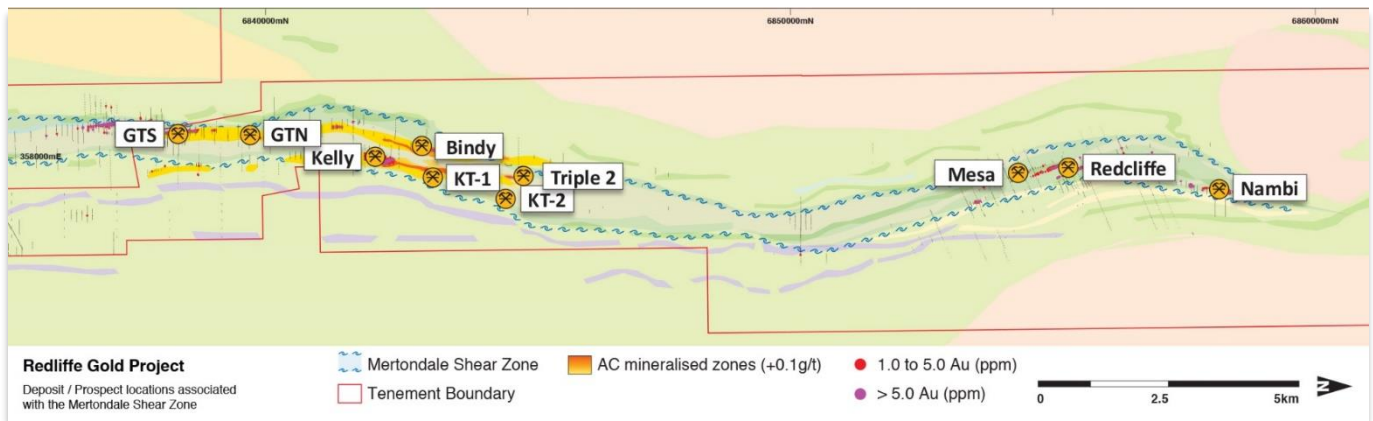 6840000mN
6850000mN
6860000mN
358000mE
GTS
GTN
Kelly
Bindy
KT-1
Triple 2
KT-2
Mesa
Redcliffe
Nambi
Redliffe Gold Project
Deposit / Prospect locations associated
with the Mertondale Shear Zone
Mertondale Shear Zone
Tenement Boundary
AC mineralised zones (+0.1g/t)
1.0 to 5.0 Au (ppm)
> 5.0 Au (ppm)
0
2.5
5km
N